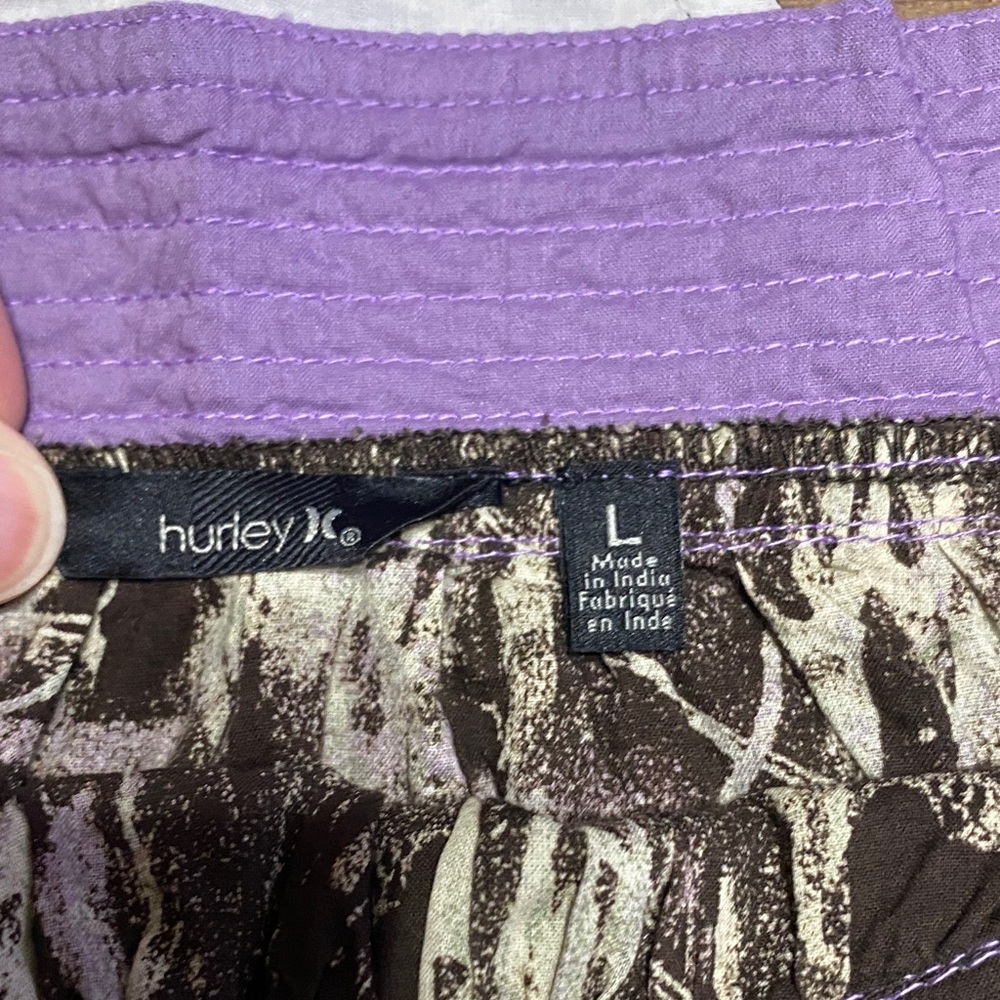 hurley ®
L
Made
in India
Fabriqué
en Inde